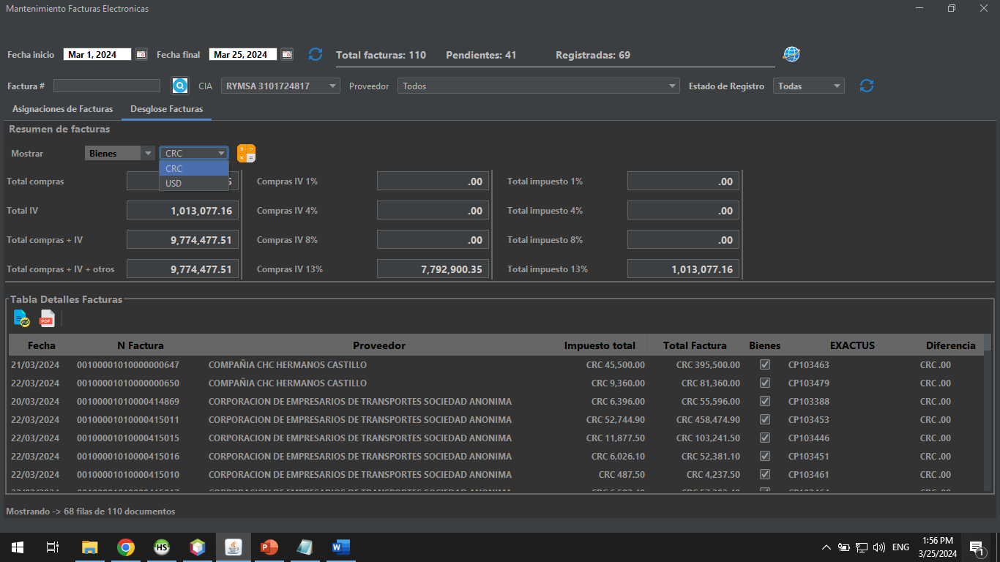 Mantenimiento Facturas Electronicas
Fecha inicio Mar 1, 2024 Fecha final Mar 25, 2024 Total facturas: 110 Pendientes: 41 Registradas: 69
Factura # CIA RYMSA 3101724817 Proveedor Todos Estado de Registro Todas
Asignaciones de Facturas Desglose Facturas
Resumen de facturas
Mostrar Bienes CRC
CRC
USD
Total compras 5 Compras IV 1% .00 Total impuesto 1% .00
Total IV 1,013,077.16 Compras IV 4% .00 Total impuesto 4% .00
Total compras + IV 9,774,477.51 Compras IV 8% .00 Total impuesto 8% .00
Total compras + IV + otros 9,774,477.51 Compras IV 13% 7,792,900.35 Total impuesto 13% 1,013,077.16
Tabla Detalles Facturas
PDF
Fecha N Factura Proveedor Impuesto total Total Factura Bienes EXACTUS Diferencia
21/03/2024 00100001010000000647 COMPAÑIA CHC HERMANOS CASTILLO CRC 45,500.00 CRC 395,500.00 CP103463 CRC .00
22/03/2024 00100001010000000650 COMPAÑIA CHC HERMANOS CASTILLO CRC 9,360.00 CRC 81,360.00 CP103479 CRC .00
20/03/2024 00100001010000414869 CORPORACION DE EMPRESARIOS DE TRANSPORTES SOCIEDAD ANONIMA CRC 6,396.00 CRC 55,596.00 CP103388 CRC .00
22/03/2024 00100001010000415011 CORPORACION DE EMPRESARIOS DE TRANSPORTES SOCIEDAD ANONIMA CRC 52,744.90 CRC 458,474.90 CP103453 CRC .00
22/03/2024 00100001010000415015 CORPORACION DE EMPRESARIOS DE TRANSPORTES SOCIEDAD ANONIMA CRC 11,877.50 CRC 103,241.50 CP103446 CRC .00
22/03/2024 00100001010000415016 CORPORACION DE EMPRESARIOS DE TRANSPORTES SOCIEDAD ANONIMA CRC 6,026.10 CRC 52,381.10 CP103451 CRC .00
22/03/2024 00100001010000415010 CORPORACION DE EMPRESARIOS DE TRANSPORTES SOCIEDAD ANONIMA CRC 487.50 CRC 4,237.50 CP103461 CRC .00
Mostrando -> 68 filas de 110 documentos
HS P W ENG 1:56 PM
3/25/2024 1